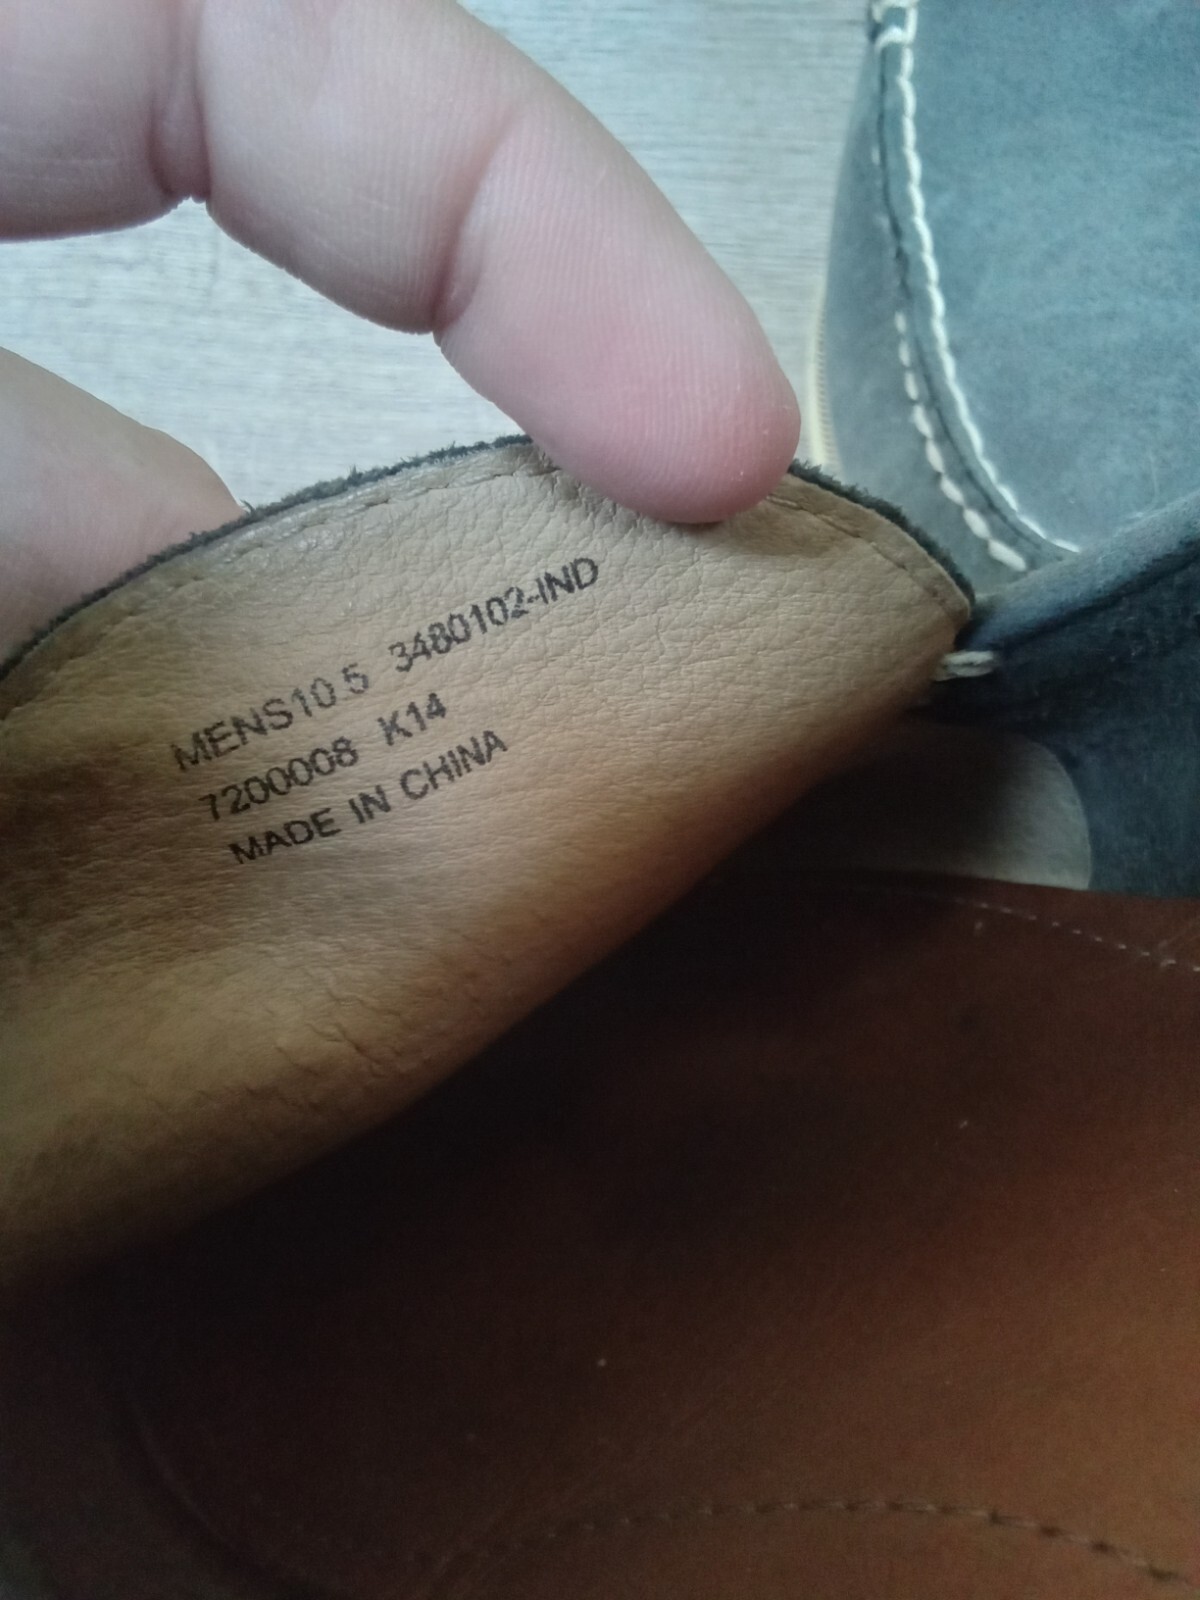 MENS10.5 3480102-IND
7200008 K14
MADE IN CHINA